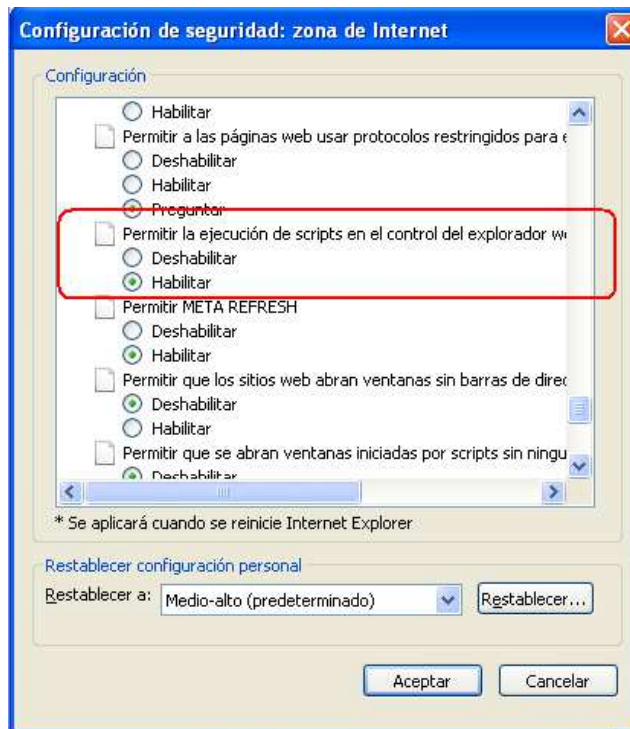 Configuración de seguridad: zona de Internet
Configuración
Habilitar
Permitir a las páginas web usar protocolos restringidos para e
Deshabilitar
Habilitar
Preguntar
Permitir la ejecución de scripts en el control del explorador we
Deshabilitar
Habilitar
Permitir META REFRESH
Deshabilitar
Habilitar
Permitir que los sitios web abran ventanas sin barras de direc
Deshabilitar
Habilitar
Permitir que se abran ventanas iniciadas por scripts sin ningu
Deshabilitar
* Se aplicará cuando se reinicie Internet Explorer
Restablecer configuración personal
Restablecer a: Medio-alto (predeterminado) Restablecer...
Aceptar Cancelar